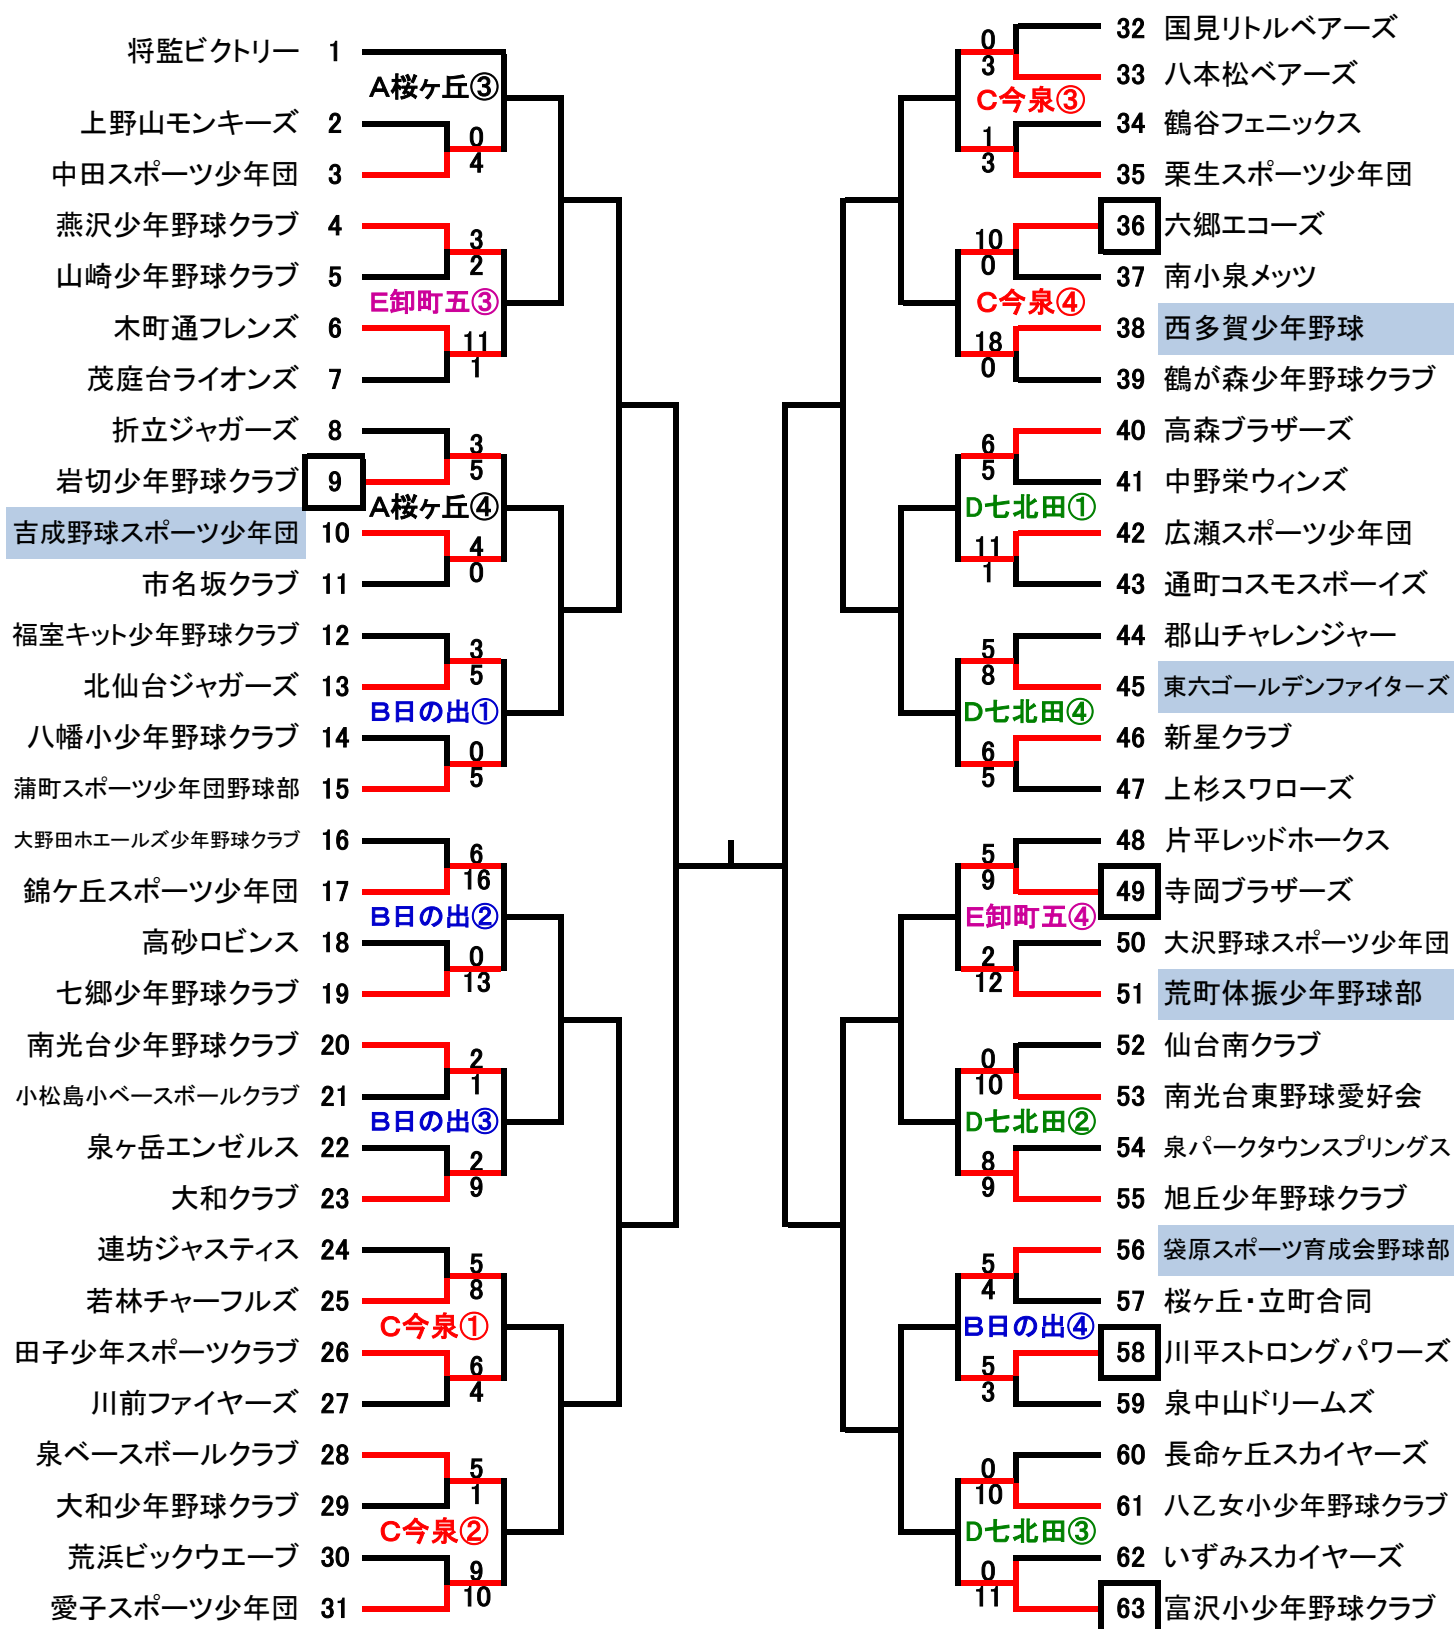 将監ビクトリー 1
A桜ヶ丘③
上野山モンキーズ 2
0
4
中田スポーツ少年団 3
燕沢少年野球クラブ 4
3
2
山崎少年野球クラブ 5
E卸町五③
木町通フレンズ 6
11
1
茂庭台ライオンズ 7
折立ジャガーズ 8
3
5
岩切少年野球クラブ 9
A桜ヶ丘④
吉成野球スポーツ少年団 10
4
0
市名坂クラブ 11
福室キット少年野球クラブ 12
3
5
北仙台ジャガーズ 13
B日の出①
八幡小少年野球クラブ 14
0
5
蒲町スポーツ少年団野球部 15
大野田ホエールズ少年野球クラブ 16
6
16
錦ケ丘スポーツ少年団 17
B日の出②
高砂ロビンス 18
0
13
七郷少年野球クラブ 19
南光台少年野球クラブ 20
2
1
小松島小ベースボールクラブ 21
B日の出③
泉ヶ岳エンゼルス 22
2
9
大和クラブ 23
連坊ジャスティス 24
5
8
若林チャーフルズ 25
C今泉①
田子少年スポーツクラブ 26
6
4
川前ファイヤーズ 27
泉ベースボールクラブ 28
5
1
大和少年野球クラブ 29
C今泉②
荒浜ビックウエーブ 30
9
10
愛子スポーツ少年団 31
32 国見リトルベアーズ
0
3
33 八本松ベアーズ
C今泉③
34 鶴谷フェニックス
1
3
35 栗生スポーツ少年団
36 六郷エコーズ
10
0
37 南小泉メッツ
C今泉④
38 西多賀少年野球
18
0
39 鶴が森少年野球クラブ
40 高森ブラザーズ
6
5
41 中野栄ウィンズ
D七北田①
42 広瀬スポーツ少年団
11
1
43 通町コスモスボーイズ
44 郡山チャレンジャー
5
8
45 東六ゴールデンファイターズ
D七北田④
46 新星クラブ
6
5
47 上杉スワローズ
48 片平レッドホークス
5
9
49 寺岡ブラザーズ
E卸町五④
50 大沢野球スポーツ少年団
2
12
51 荒町体振少年野球部
52 仙台南クラブ
0
10
53 南光台東野球愛好会
D七北田②
54 泉パークタウンスプリングス
8
9
55 旭丘少年野球クラブ
56 袋原スポーツ育成会野球部
5
4
57 桜ヶ丘・立町合同
B日の出④
58 川平ストロングパワーズ
5
3
59 泉中山ドリームズ
60 長命ヶ丘スカイヤーズ
0
10
61 八乙女小少年野球クラブ
D七北田③
62 いずみスカイヤーズ
0
11
63 富沢小少年野球クラブ